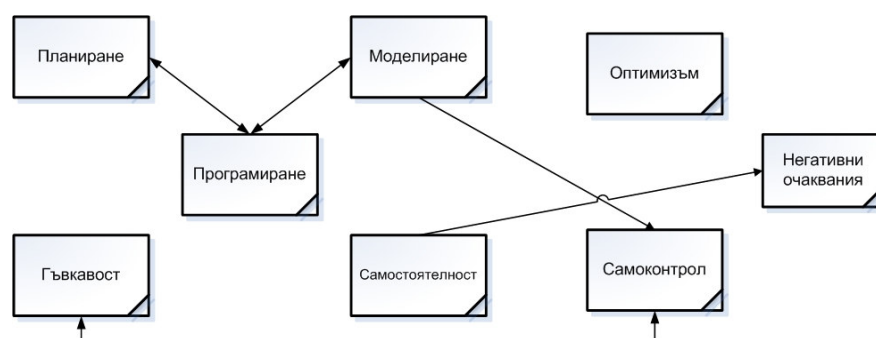 Планиране
Моделиране
Оптимизъм
Програмиране
Негативни
очаквания
Гъвкавост
Самостоятелност
Самоконтрол